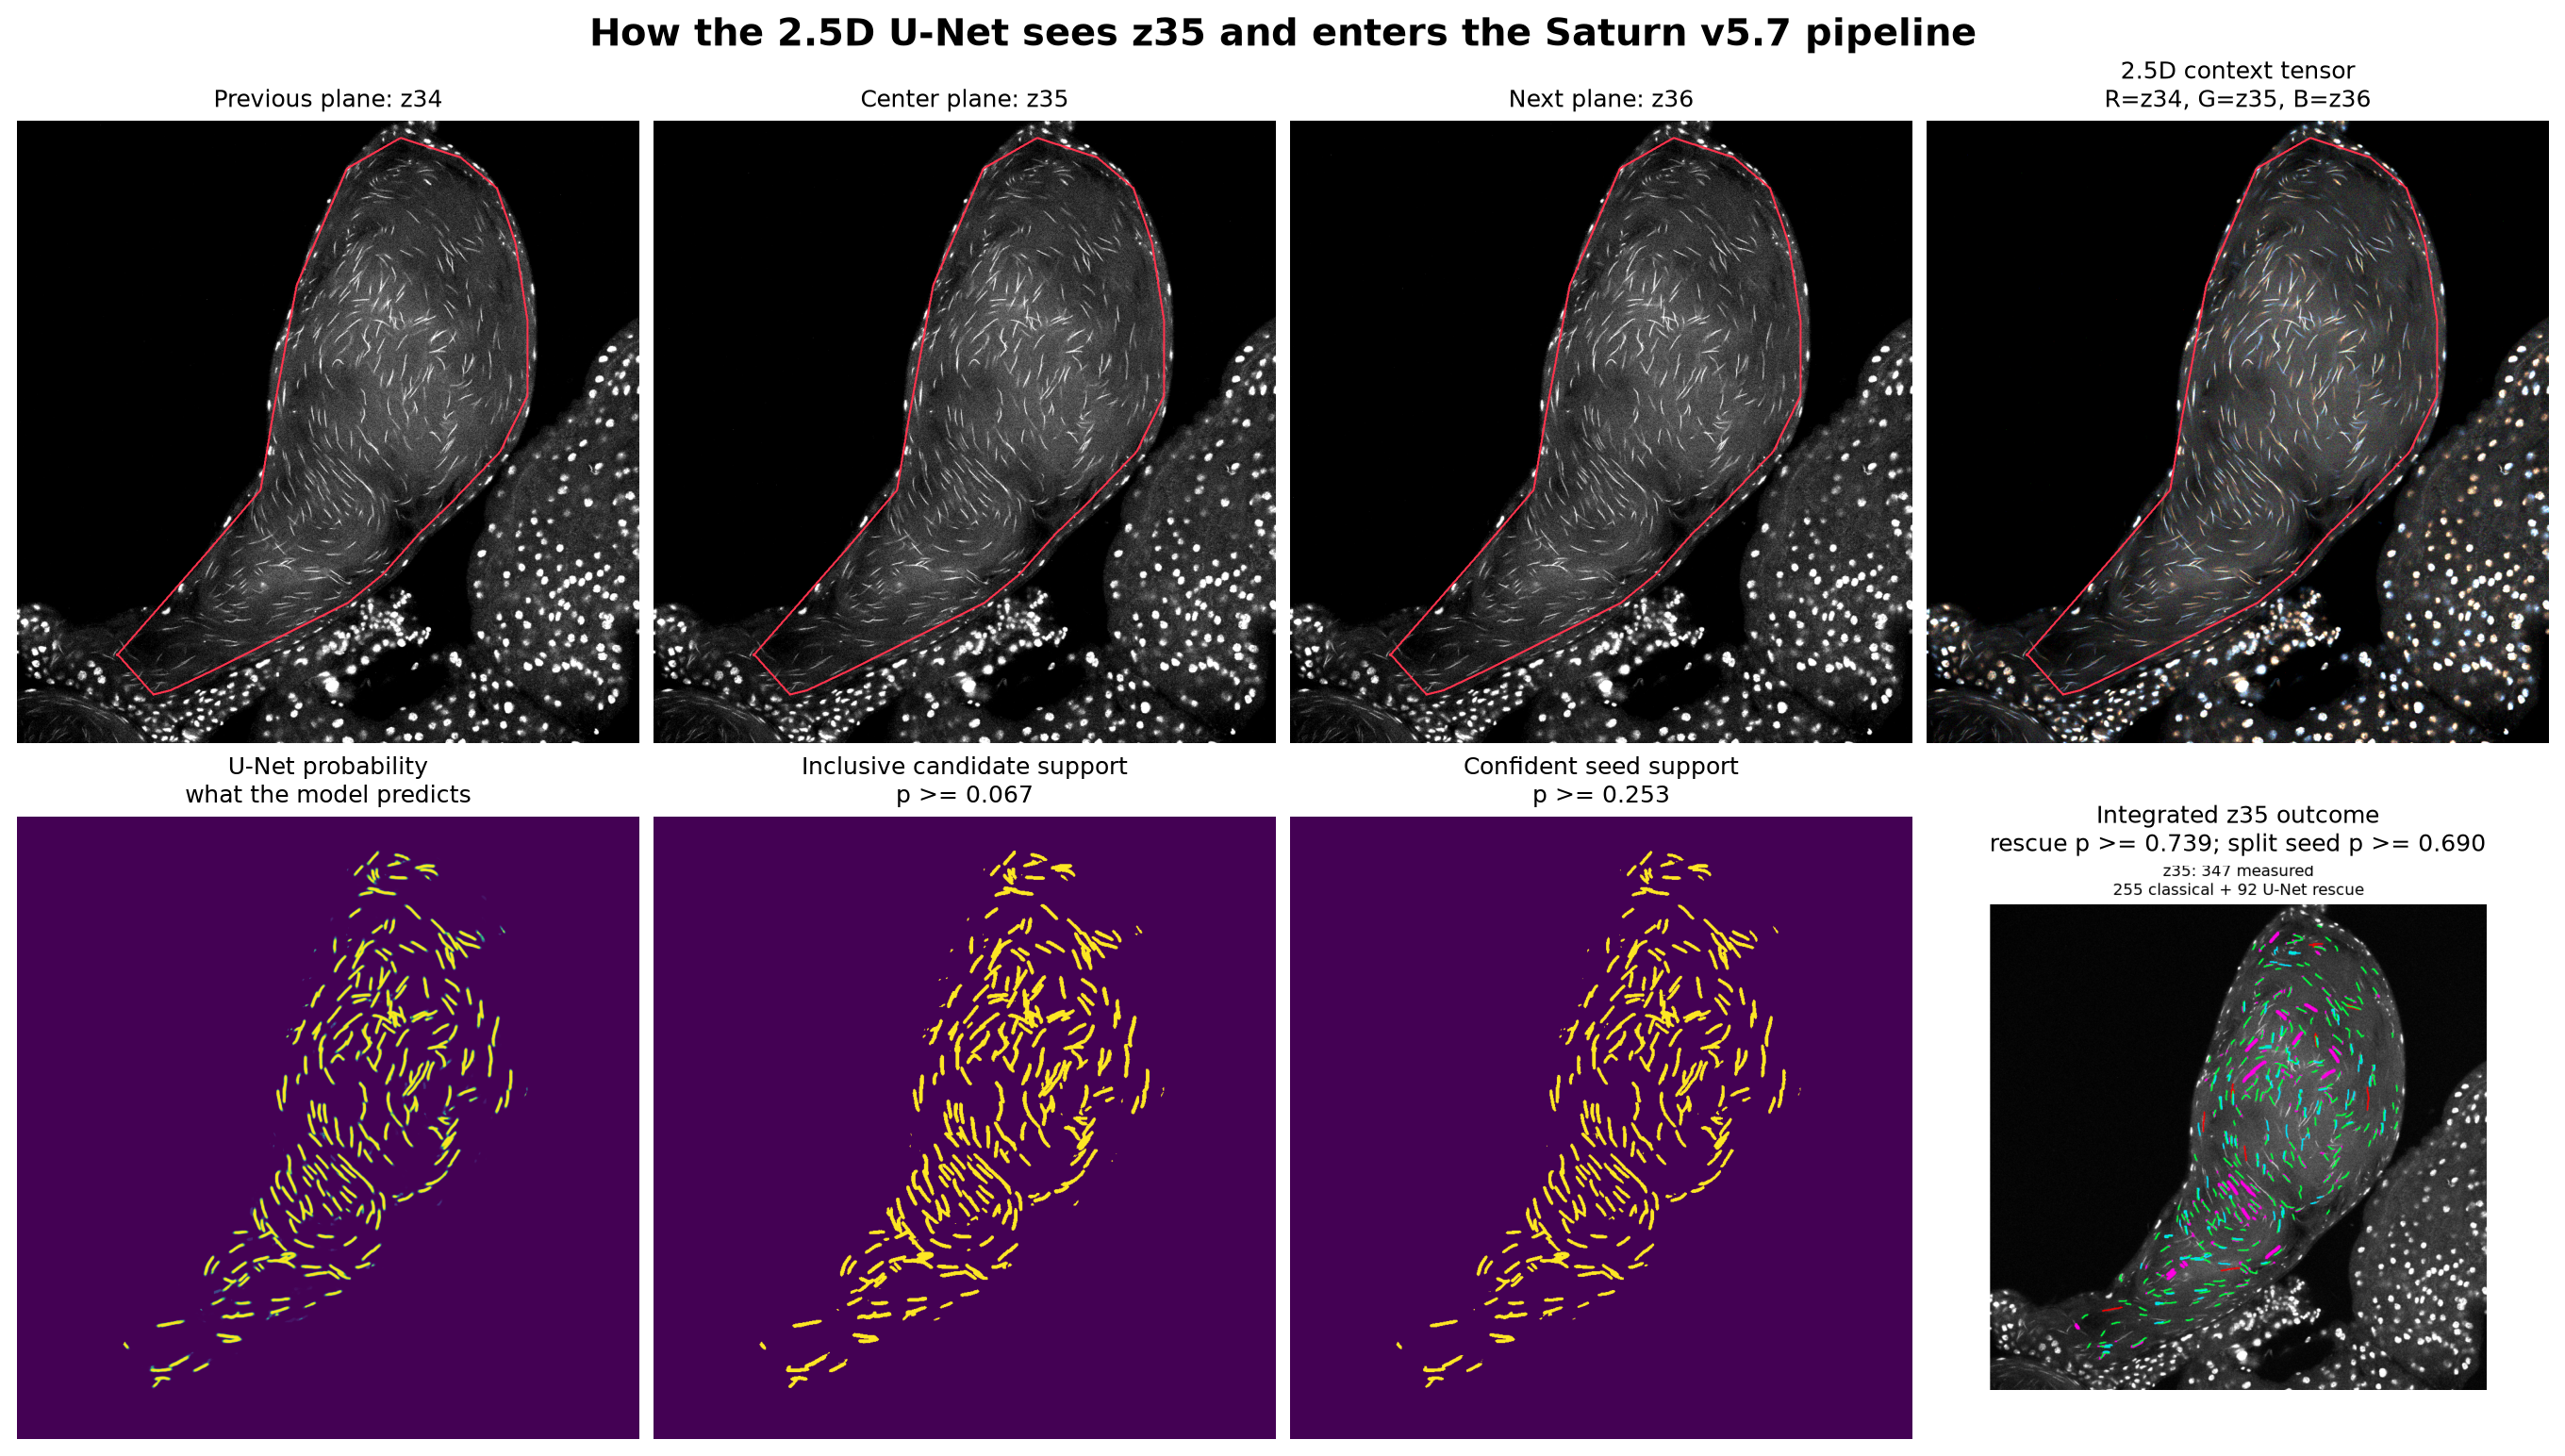 How the 2.5D U-Net sees z35 and enters the Saturn v5.7 pipeline
Previous plane: z34
Center plane: z35
Next plane: z36
2.5D context tensor
R=z34, G=z35, B=z36
U-Net probability
what the model predicts
Inclusive candidate support
p >= 0.067
Confident seed support
p >= 0.253
Integrated z35 outcome
rescue p >= 0.739; split seed p >= 0.690
z35: 347 measured
255 classical + 92 U-Net rescue